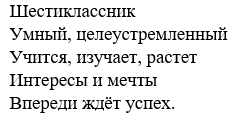 Шестиклассник
Умный, целеустремленный
Учится, изучает, растет
Интересы и мечты
Впереди ждёт успех.